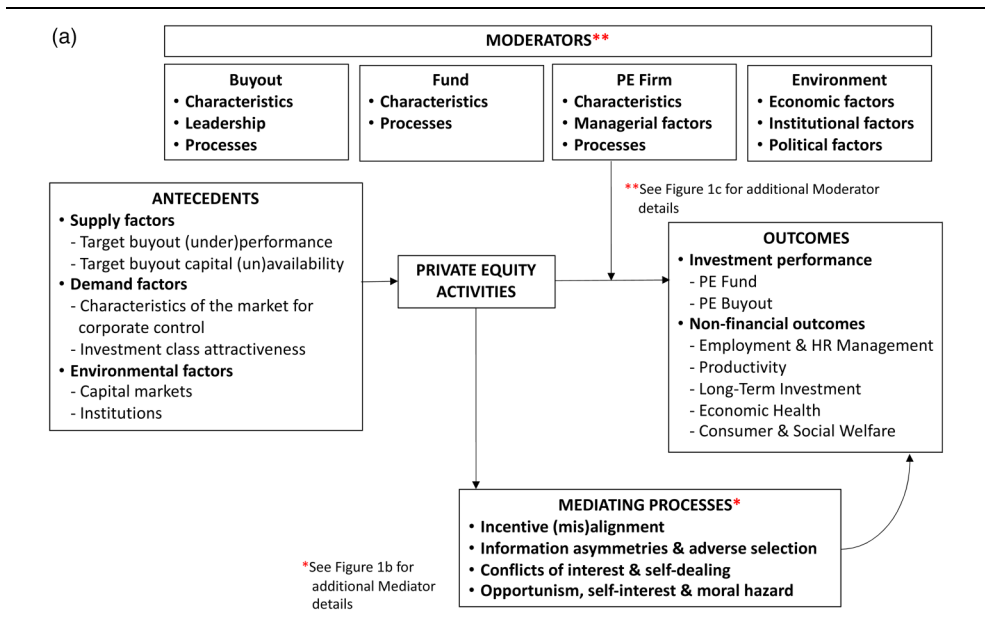 (a)
MODERATORS**
Buyout
• Characteristics
• Leadership
• Processes
Fund
• Characteristics
• Processes
PE Firm
• Characteristics
• Managerial factors
• Processes
Environment
• Economic factors
• Institutional factors
• Political factors
**See Figure 1c for additional Moderator
details
ANTECEDENTS
• Supply factors
- Target buyout (under)performance
- Target buyout capital (un)availability
• Demand factors
- Characteristics of the market for
corporate control
- Investment class attractiveness
• Environmental factors
- Capital markets
- Institutions
PRIVATE EQUITY
ACTIVITIES
OUTCOMES
• Investment performance
- PE Fund
- PE Buyout
• Non-financial outcomes
- Employment & HR Management
- Productivity
- Long-Term Investment
- Economic Health
- Consumer & Social Welfare
MEDIATING PROCESSES*
• Incentive (mis)alignment
• Information asymmetries & adverse selection
• Conflicts of interest & self-dealing
• Opportunism, self-interest & moral hazard
*See Figure 1b for
additional Mediator
details